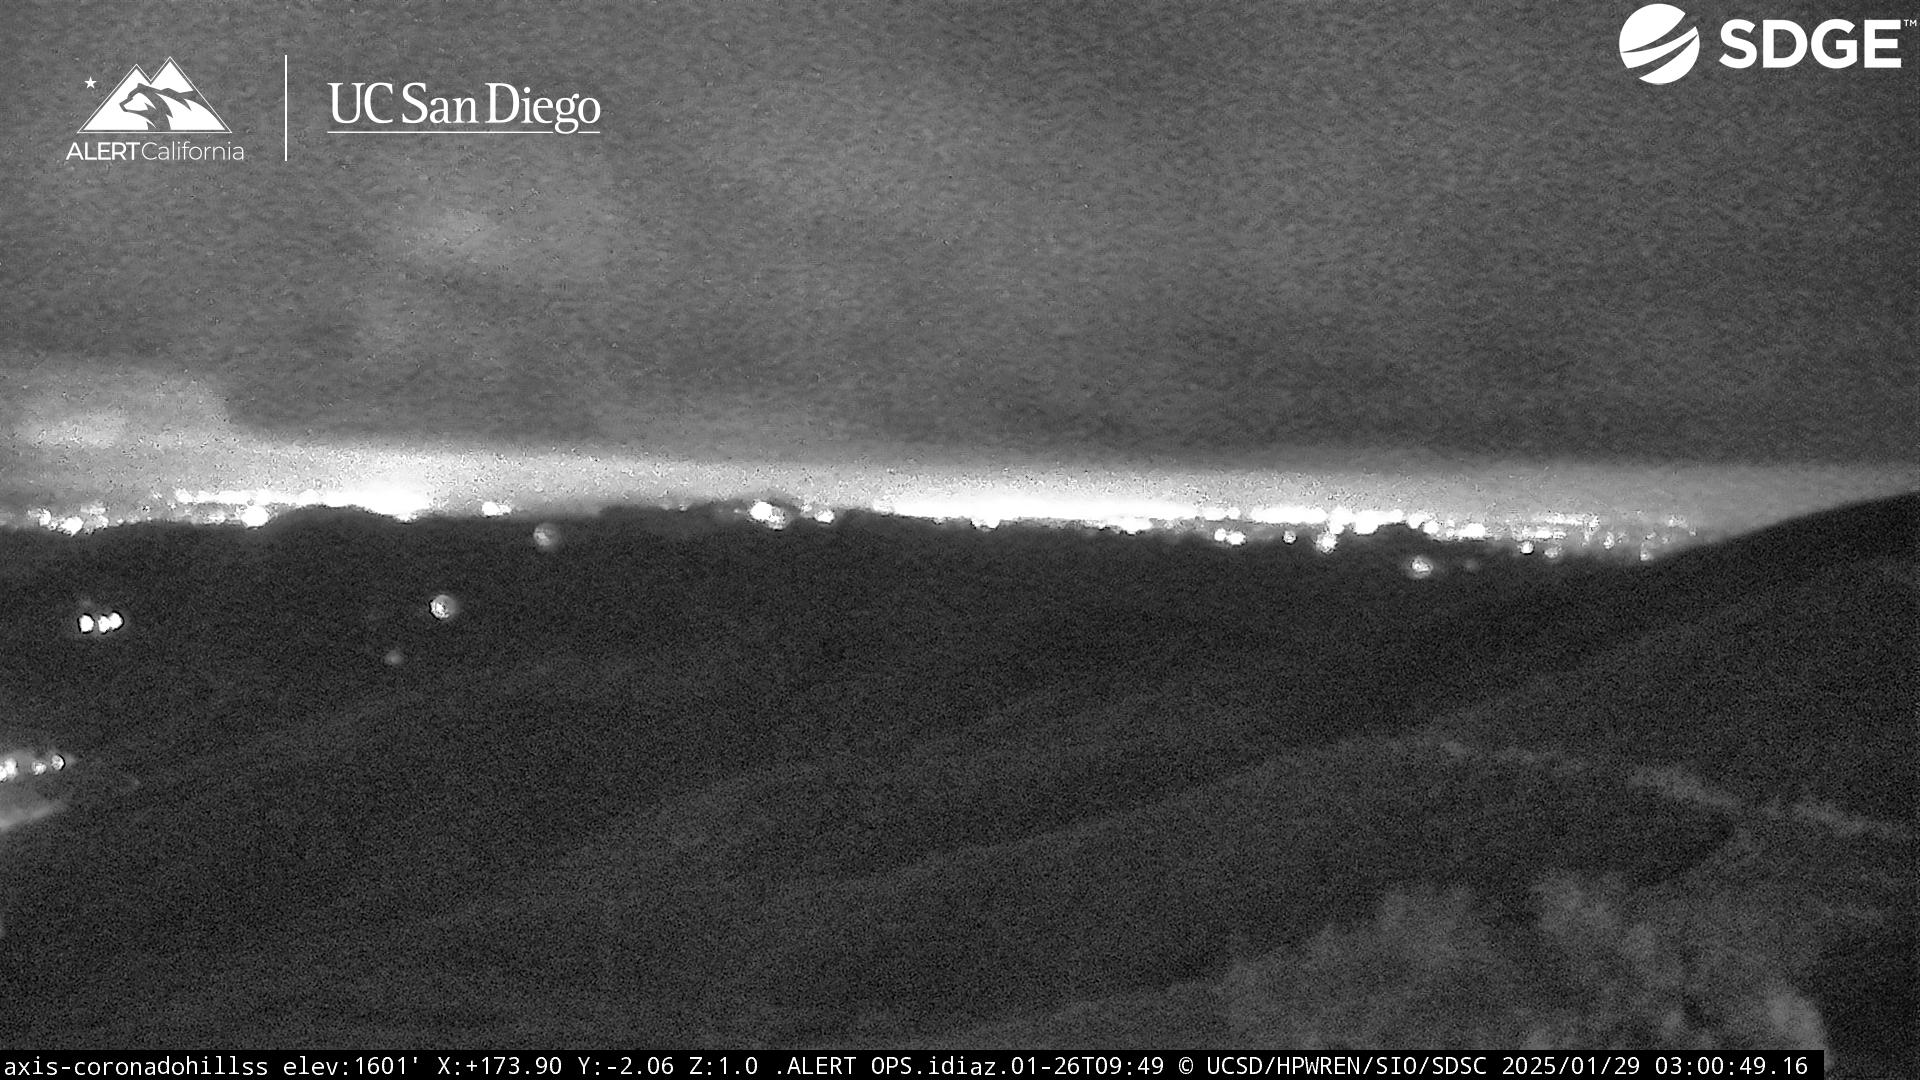 SDGE™
UC San Diego
ALERTCalifornia
axis-coronadohillss elev:1601' X:+173.90 Y:-2.06 Z:1.0 .ALERT OPS.idiaz.01-26T09:49 © UCSD/HPWREN/SIO/SDSC 2025/01/29 03:00:49.16